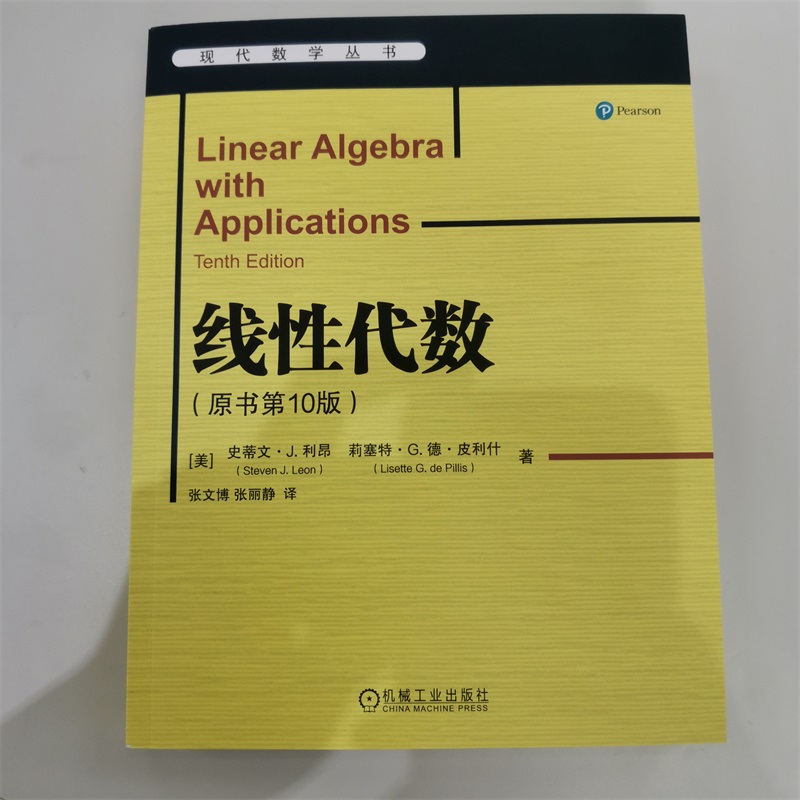 现代数学丛书
Pearson
Linear Algebra
with
Applications
Tenth Edition
线性代数
（原书第10版）
[美] 史蒂文·J. 利昂 莉塞特·G. 德·皮利什 著
（Steven J. Leon） （Lisette G. de Pillis）
张文博 张丽静 译
机械工业出版社
CHINA MACHINE PRESS